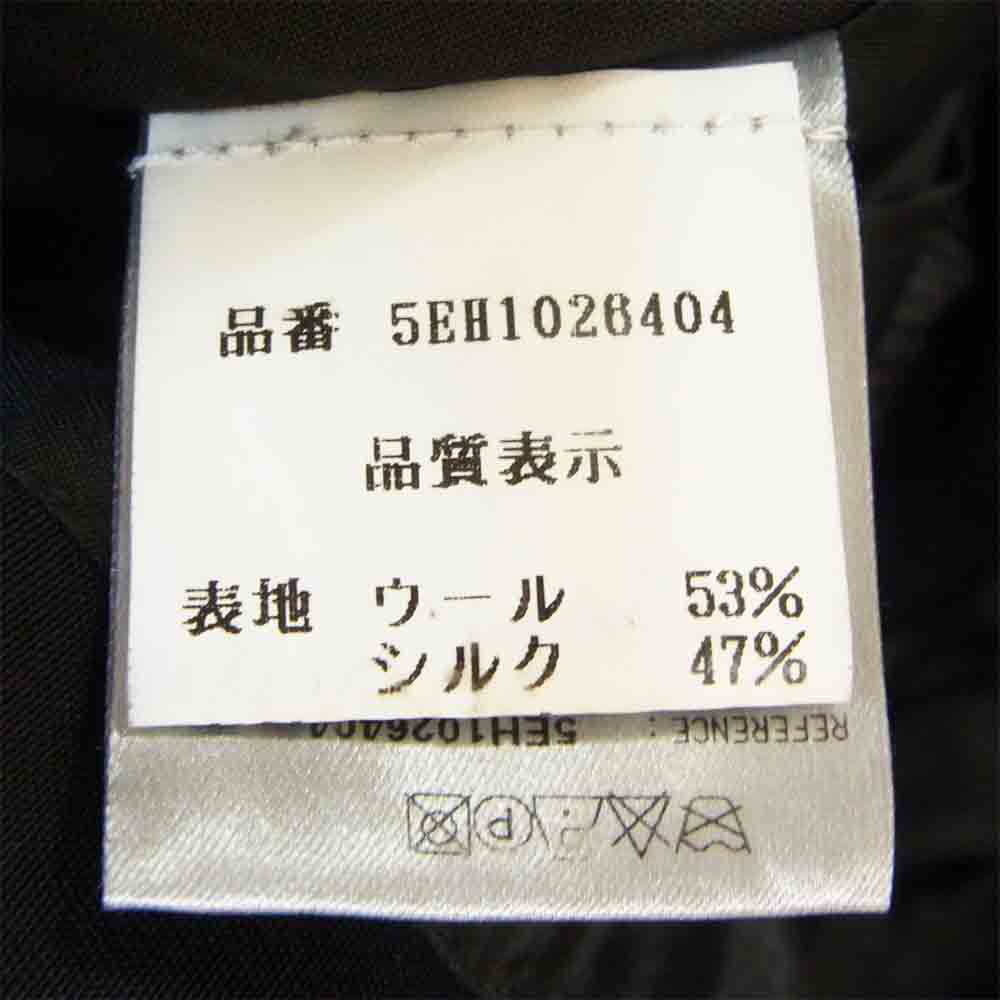 品番 5EH1026404
品質表示
表地 ウール 53%
シルク 47%
REFERENCE : 5EH1026404
P